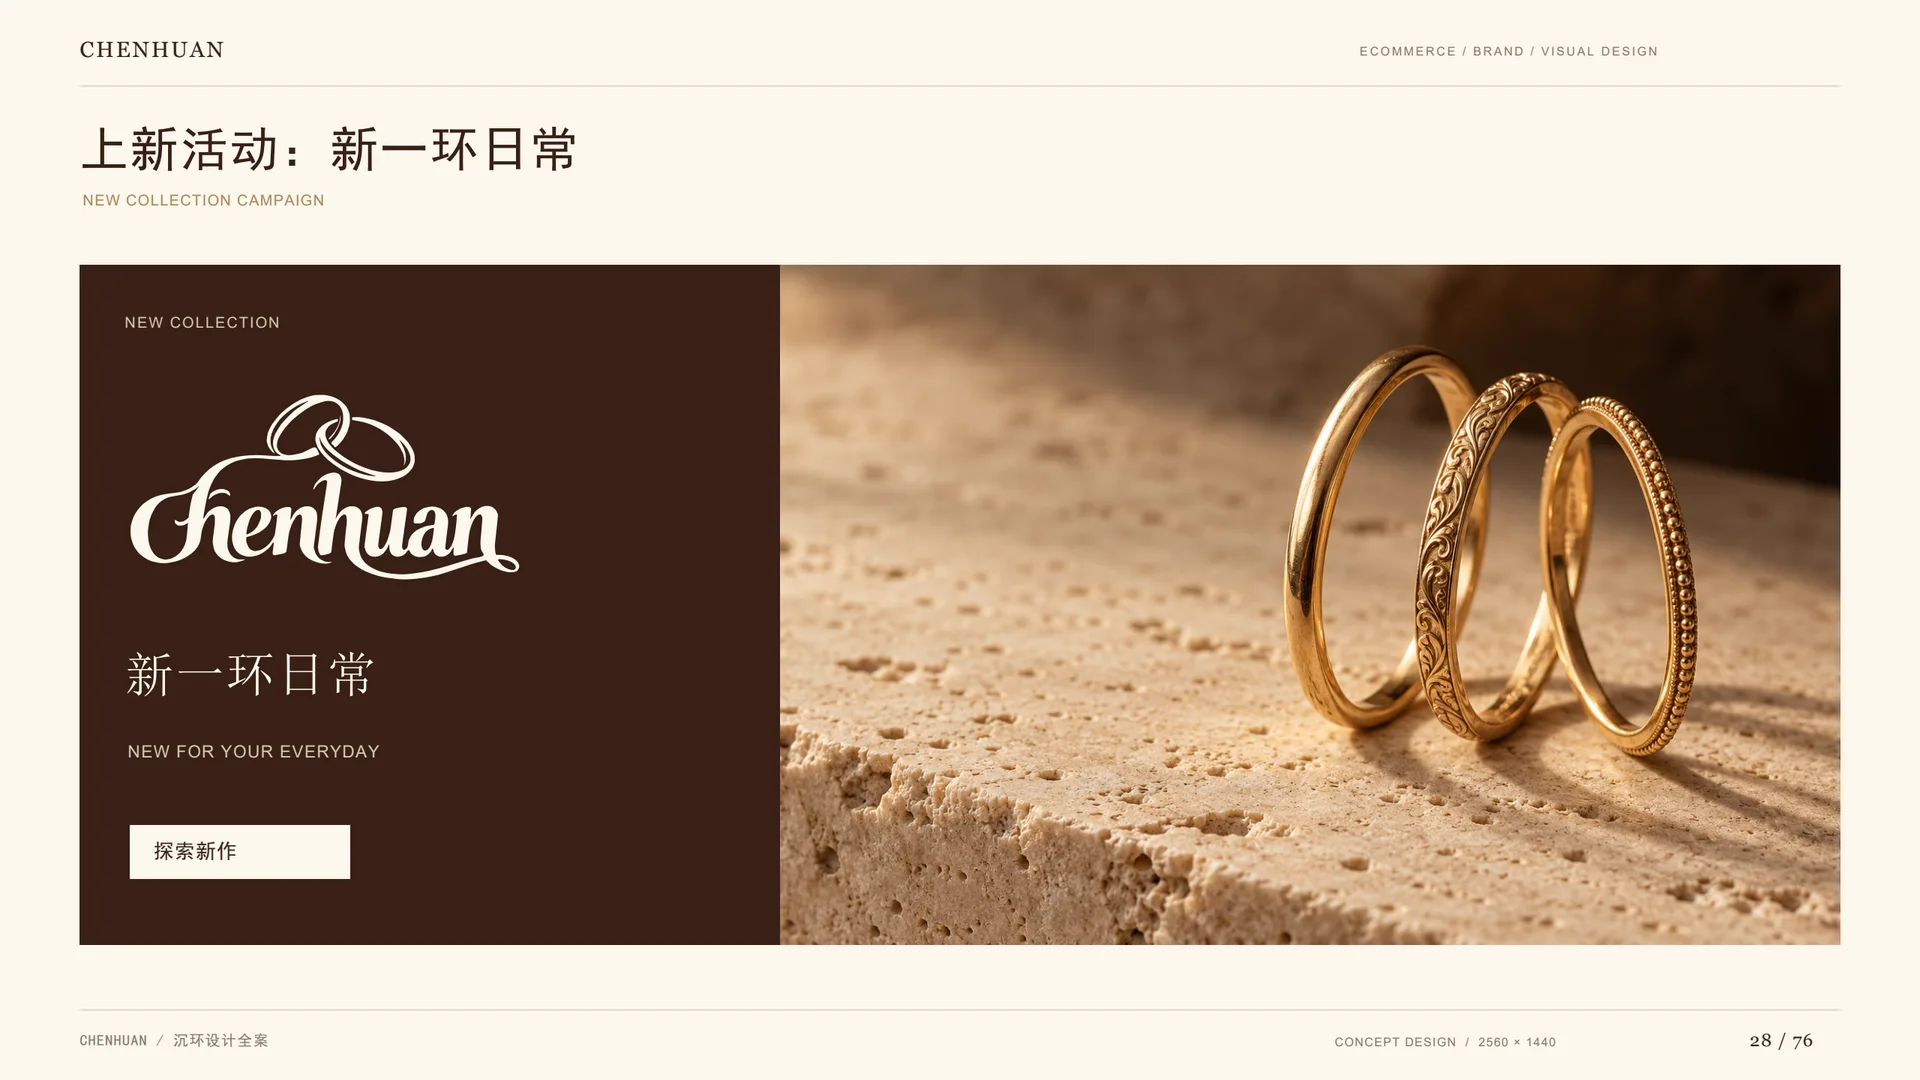 CHENHUAN
ECOMMERCE / BRAND / VISUAL DESIGN
上新活动：新一环日常
NEW COLLECTION CAMPAIGN
NEW COLLECTION
Chenhuan
新一环日常
NEW FOR YOUR EVERYDAY
探索新作
CHENHUAN / 沉环设计全案
CONCEPT DESIGN / 2560 × 1440
28 / 76